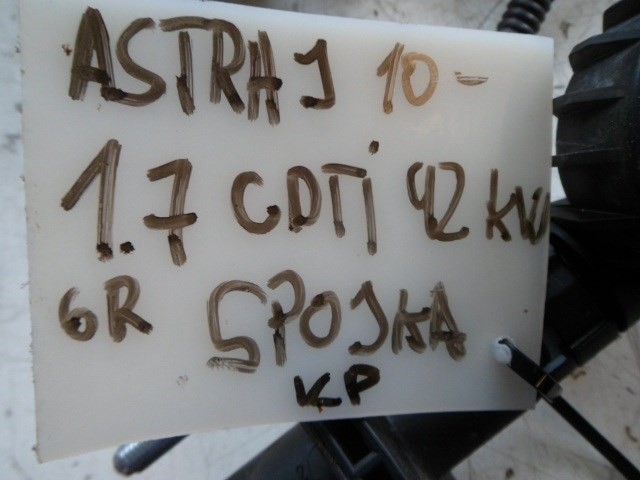 ASTRA J 10-
1.7 CDTi 92 KW
6R SPOJKA
KP